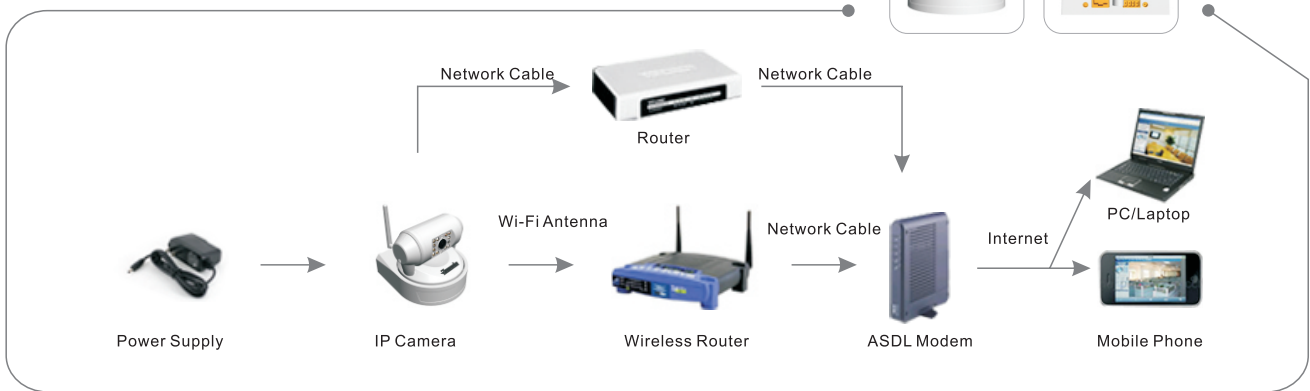 Network Cable
Network Cable
Router
Wi-Fi Antenna
Network Cable
Internet
PC/Laptop
Power Supply
IP Camera
Wireless Router
ASDL Modem
Mobile Phone